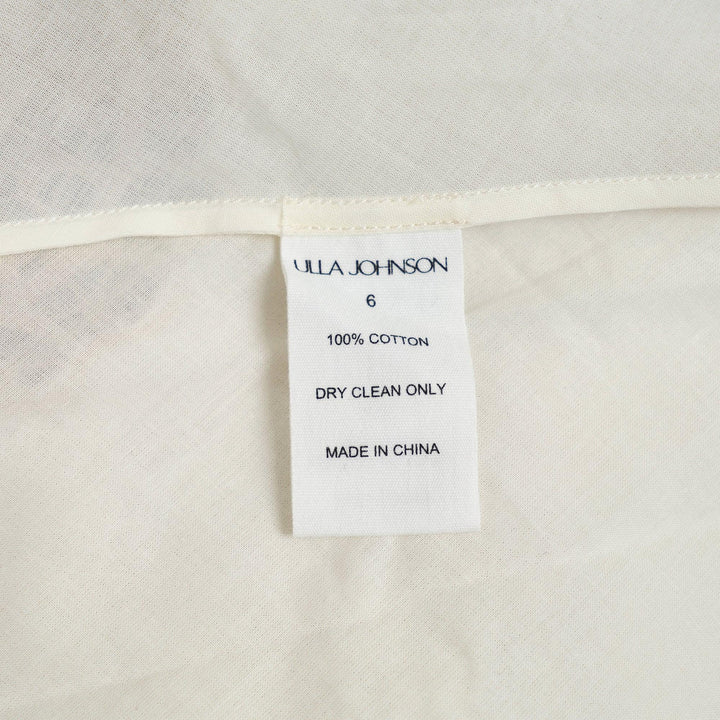 ULLA JOHNSON
6
100% COTTON
DRY CLEAN ONLY
MADE IN CHINA